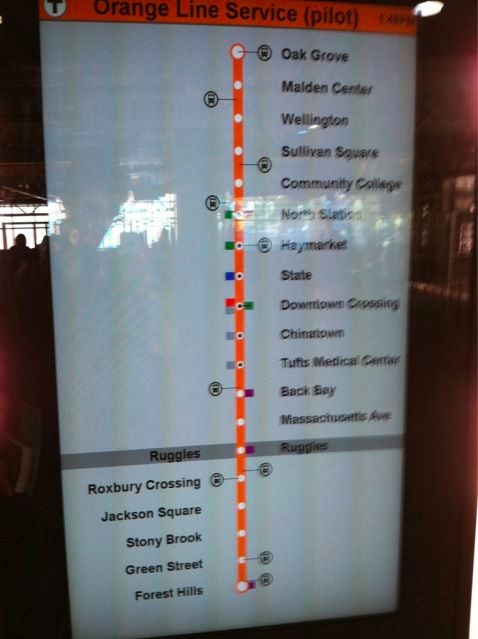 T Orange Line Service (pilot) 1:48PM
Oak Grove
Malden Center
Wellington
Sullivan Square
Community College
North Station
Haymarket
State
Downtown Crossing
Chinatown
Tufts Medical Center
Back Bay
Massachusetts Ave
Ruggles Ruggles
Roxbury Crossing
Jackson Square
Stony Brook
Green Street
Forest Hills